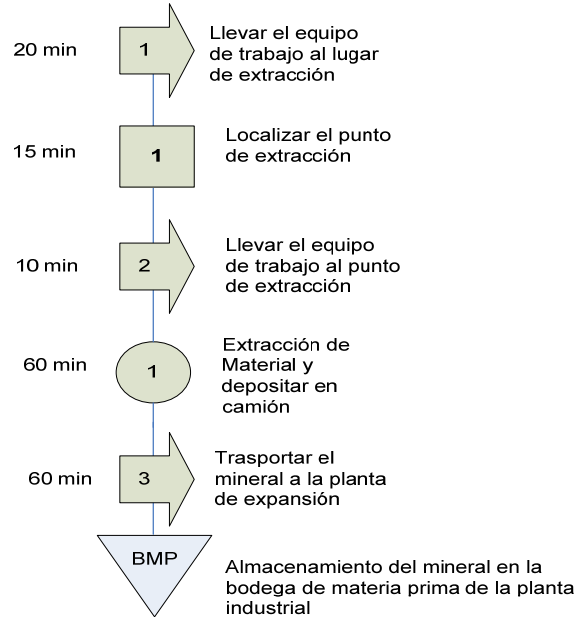 20 min
1
Llevar el equipo
de trabajo al lugar
de extracción
15 min
1
Localizar el punto
de extracción
10 min
2
Llevar el equipo
de trabajo al punto
de extracción
60 min
1
Extracción de
Material y
depositar en
camión
60 min
3
Trasportar el
mineral a la planta
de expansión
BMP
Almacenamiento del mineral en la
bodega de materia prima de la planta
industrial